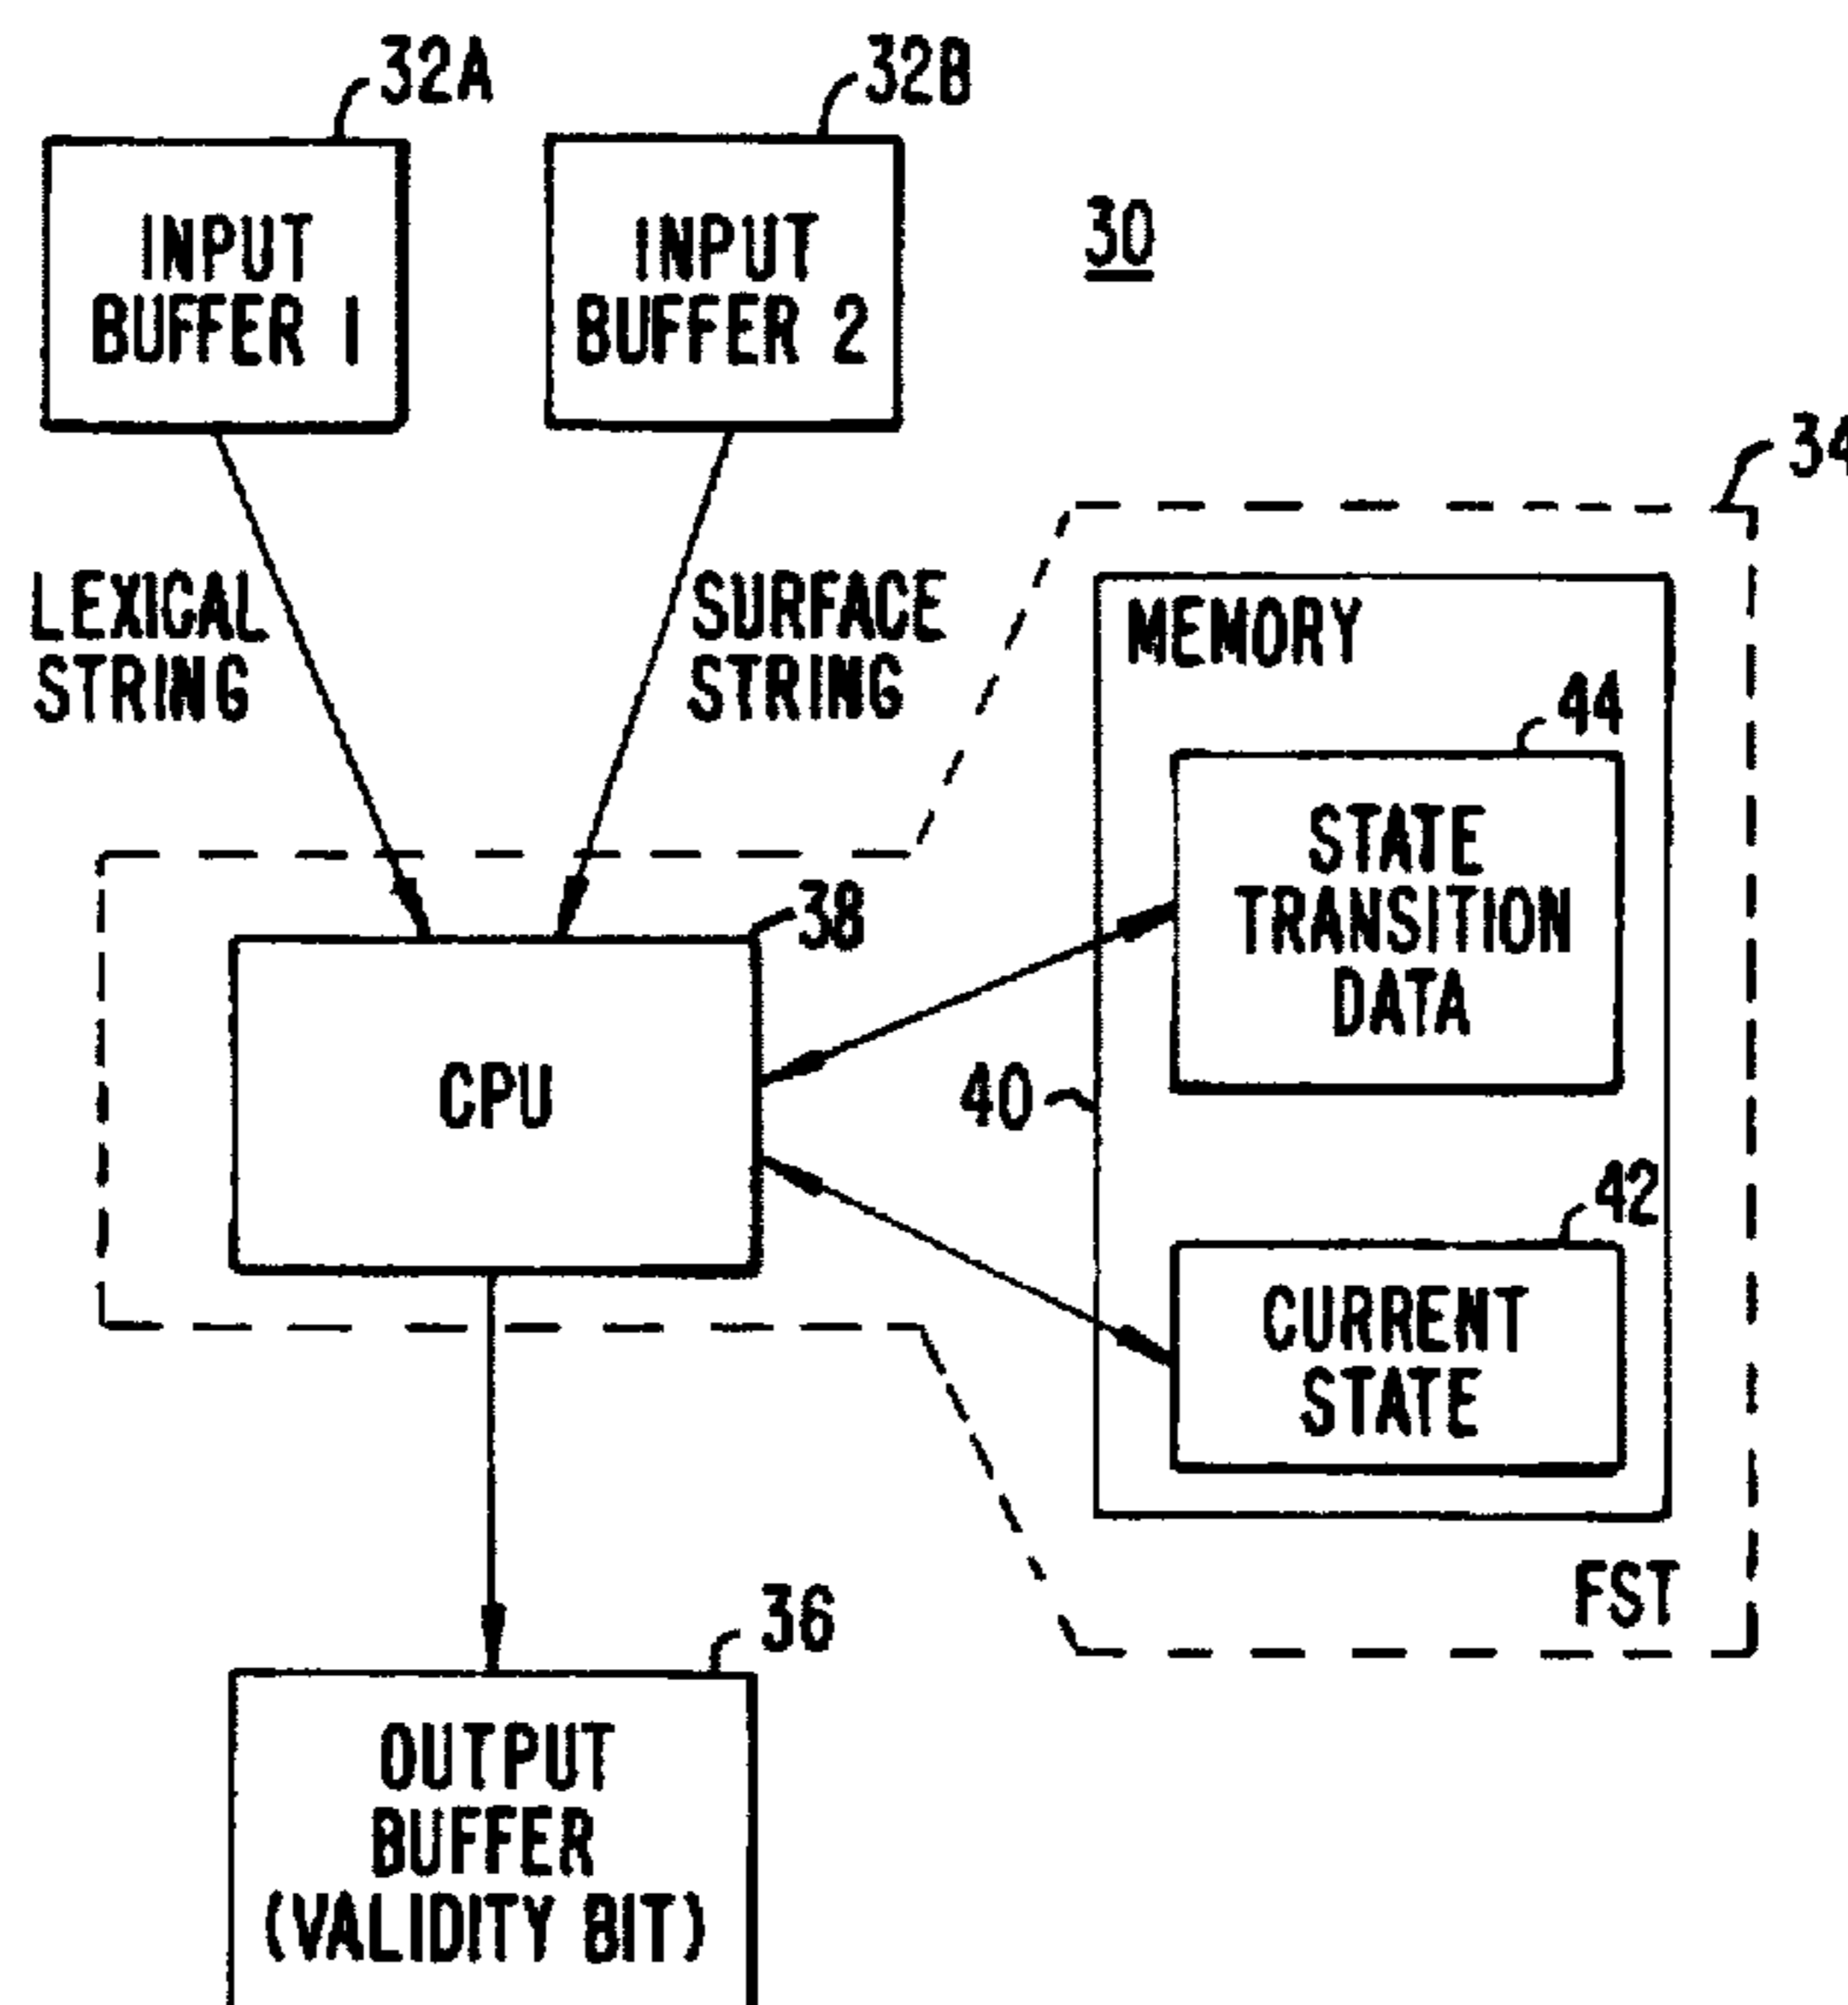 32A
32B
INPUT
BUFFER 1
INPUT
BUFFER 2
30
34
LEXICAL
STRING
SURFACE
STRING
MEMORY
44
STATE
TRANSITION
DATA
38
CPU
40
42
CURRENT
STATE
FST
36
OUTPUT
BUFFER
(VALIDITY BIT)